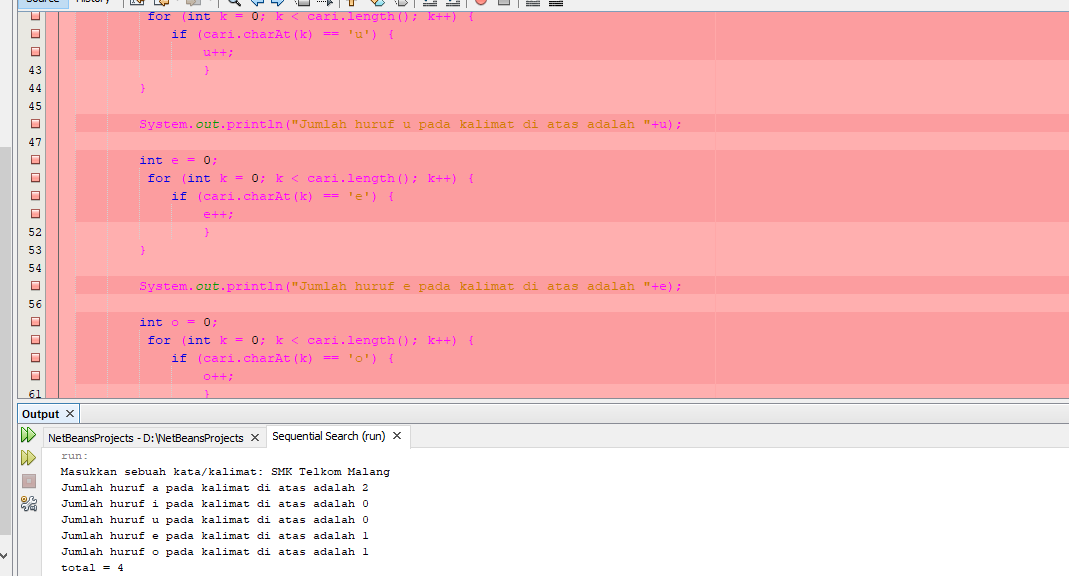 Source History
for (int k = 0; k < cari.length(); k++) {
if (cari.charAt(k) == 'u') {
u++;
43 }
44 }
45
System.out.println("Jumlah huruf u pada kalimat di atas adalah "+u);
47
int e = 0;
for (int k = 0; k < cari.length(); k++) {
if (cari.charAt(k) == 'e') {
e++;
52 }
53 }
54
System.out.println("Jumlah huruf e pada kalimat di atas adalah "+e);
56
int o = 0;
for (int k = 0; k < cari.length(); k++) {
if (cari.charAt(k) == 'o') {
o++;
61 }
Output ×
NetBeansProjects - D:\NetBeansProjects × Sequential Search (run) ×
run:
Masukkan sebuah kata/kalimat: SMK Telkom Malang
Jumlah huruf a pada kalimat di atas adalah 2
Jumlah huruf i pada kalimat di atas adalah 0
Jumlah huruf u pada kalimat di atas adalah 0
Jumlah huruf e pada kalimat di atas adalah 1
Jumlah huruf o pada kalimat di atas adalah 1
total = 4